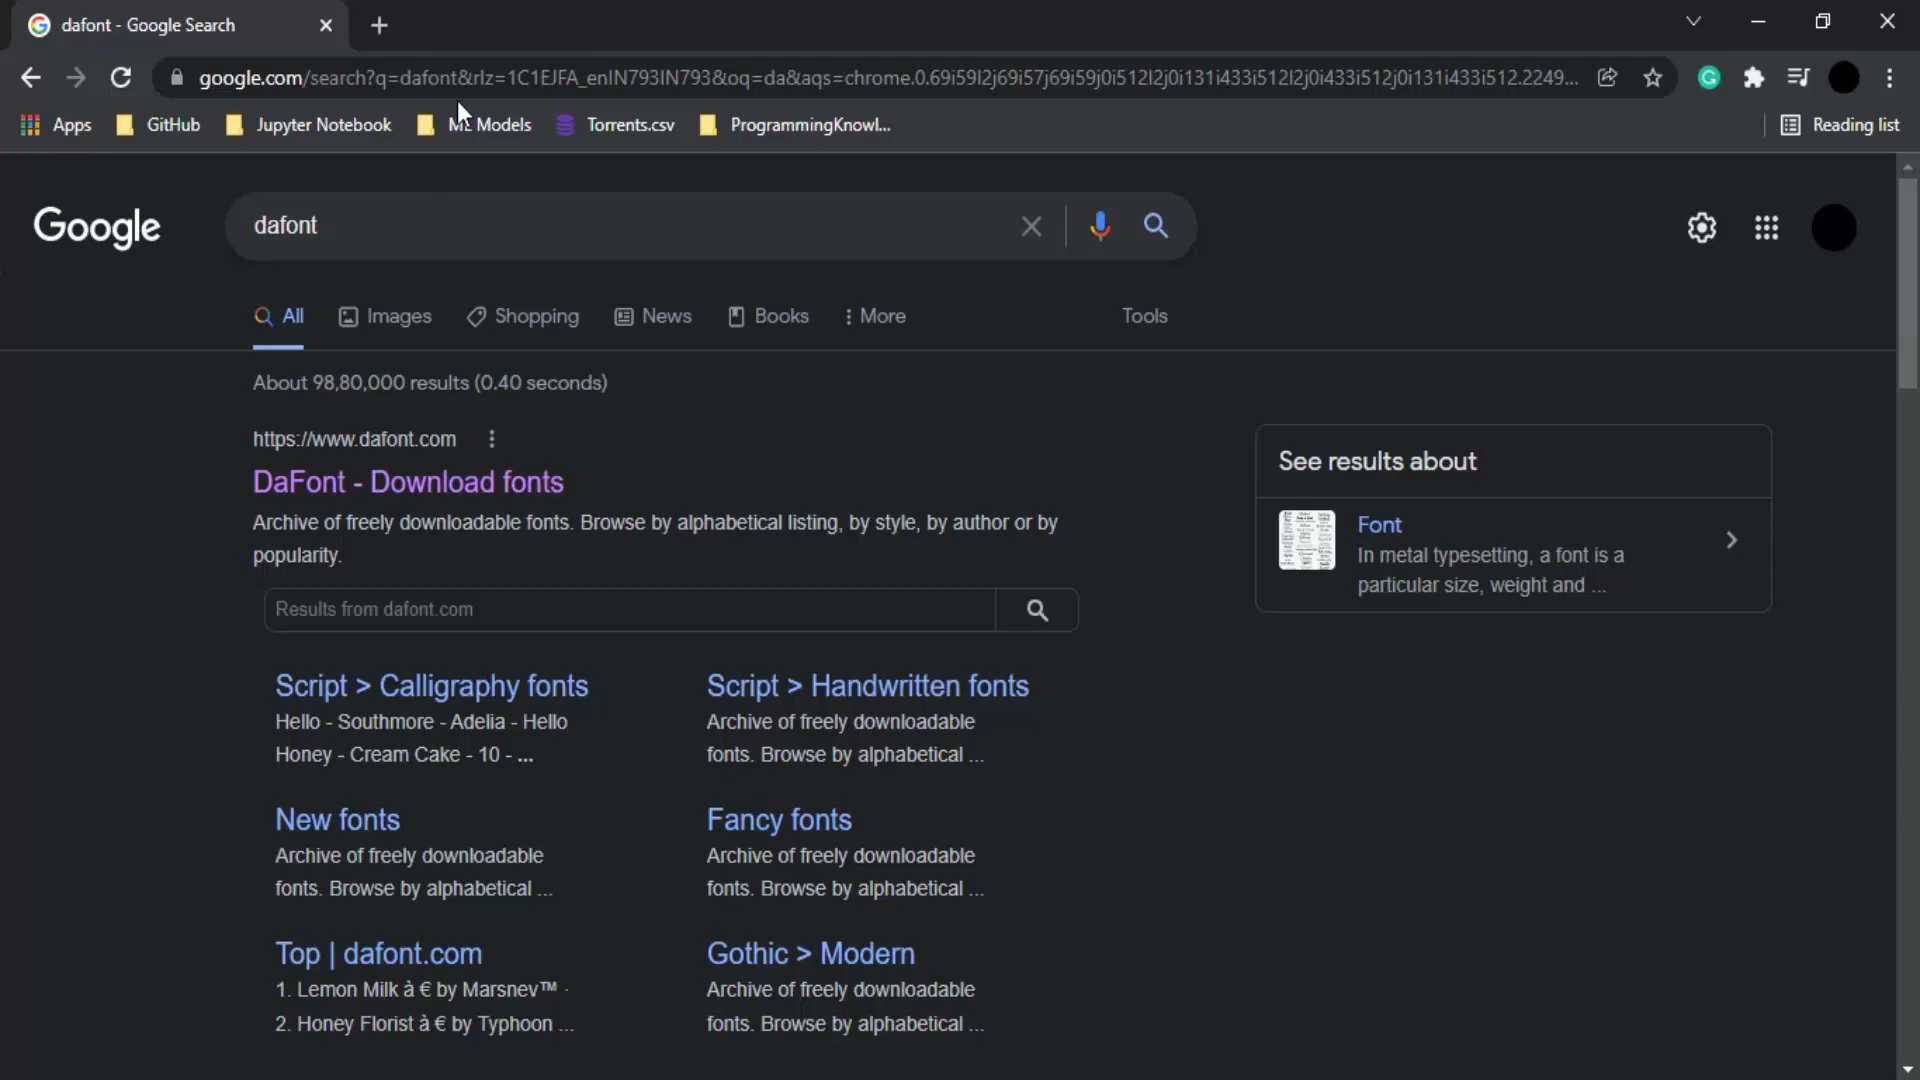 dafont - Google Search
google.com/search?q=dafont&rlz=1C1EJFA_enIN793IN793&oq=da&aqs=chrome.0.69i59l2j69i57j69i59j0i512l2j0i131i433i512l2j0i433i512j0i131i433i512.2249...
Apps GitHub Jupyter Notebook ML Models Torrents.csv ProgrammingKnowl... Reading list
Google dafont
All Images Shopping News Books More Tools
About 98,80,000 results (0.40 seconds)
https://www.dafont.com
DaFont - Download fonts
Archive of freely downloadable fonts. Browse by alphabetical listing, by style, by author or by
popularity.
Results from dafont.com
Script > Calligraphy fonts
Hello - Southmore - Adelia - Hello
Honey - Cream Cake - 10 - ...
Script > Handwritten fonts
Archive of freely downloadable
fonts. Browse by alphabetical ...
New fonts
Archive of freely downloadable
fonts. Browse by alphabetical ...
Fancy fonts
Archive of freely downloadable
fonts. Browse by alphabetical ...
Top | dafont.com
1. Lemon Milk à € by Marsnev™ ·
2. Honey Florist à € by Typhoon ...
Gothic > Modern
Archive of freely downloadable
fonts. Browse by alphabetical ...
See results about
Font
In metal typesetting, a font is a
particular size, weight and ...